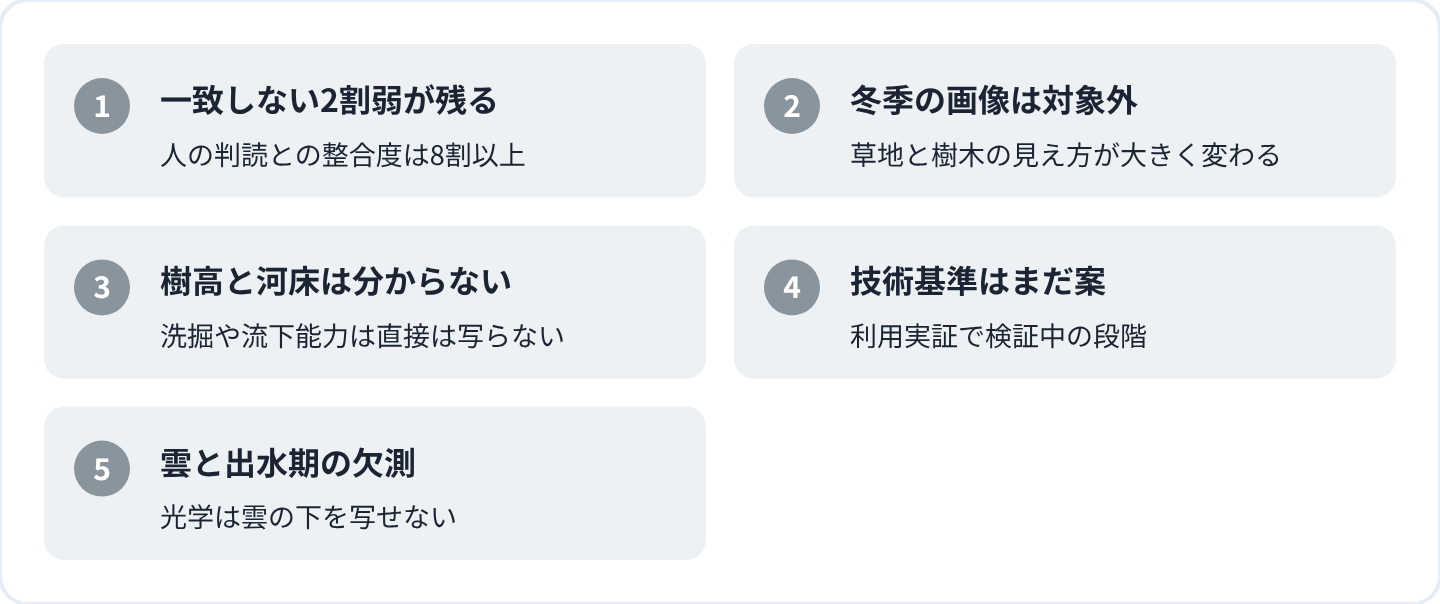 1
一致しない2割弱が残る
人の判読との整合度は8割以上
2
冬季の画像は対象外
草地と樹木の見え方が大きく変わる
3
樹高と河床は分からない
洗掘や流下能力は直接は写らない
4
技術基準はまだ案
利用実証で検証中の段階
5
雲と出水期の欠測
光学は雲の下を写せない